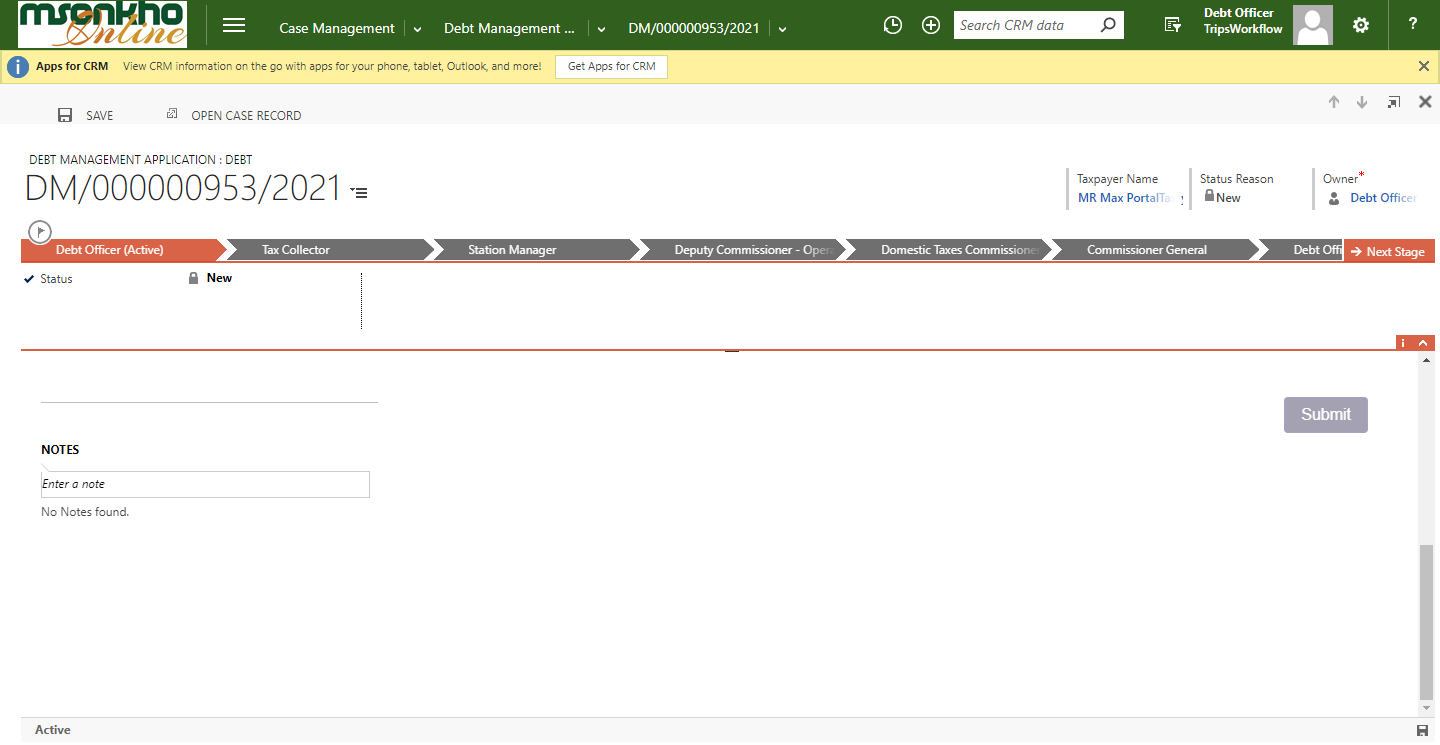 msonkho
Online
Case Management
Debt Management ...
DM/000000953/2021
Search CRM data
Debt Officer
TripsWorkflow
?
Apps for CRM
View CRM information on the go with apps for your phone, tablet, Outlook, and more!
Get Apps for CRM
SAVE
OPEN CASE RECORD
DEBT MANAGEMENT APPLICATION : DEBT
DM/000000953/2021
Taxpayer Name
MR Max PortalTa
Status Reason
New
Owner*
Debt Officer
Debt Officer (Active)
Tax Collector
Station Manager
Deputy Commissioner - Oper
Domestic Taxes Commissione
Commissioner General
Debt Offi
Next Stage
Status
New
Submit
NOTES
Enter a note
No Notes found.
Active